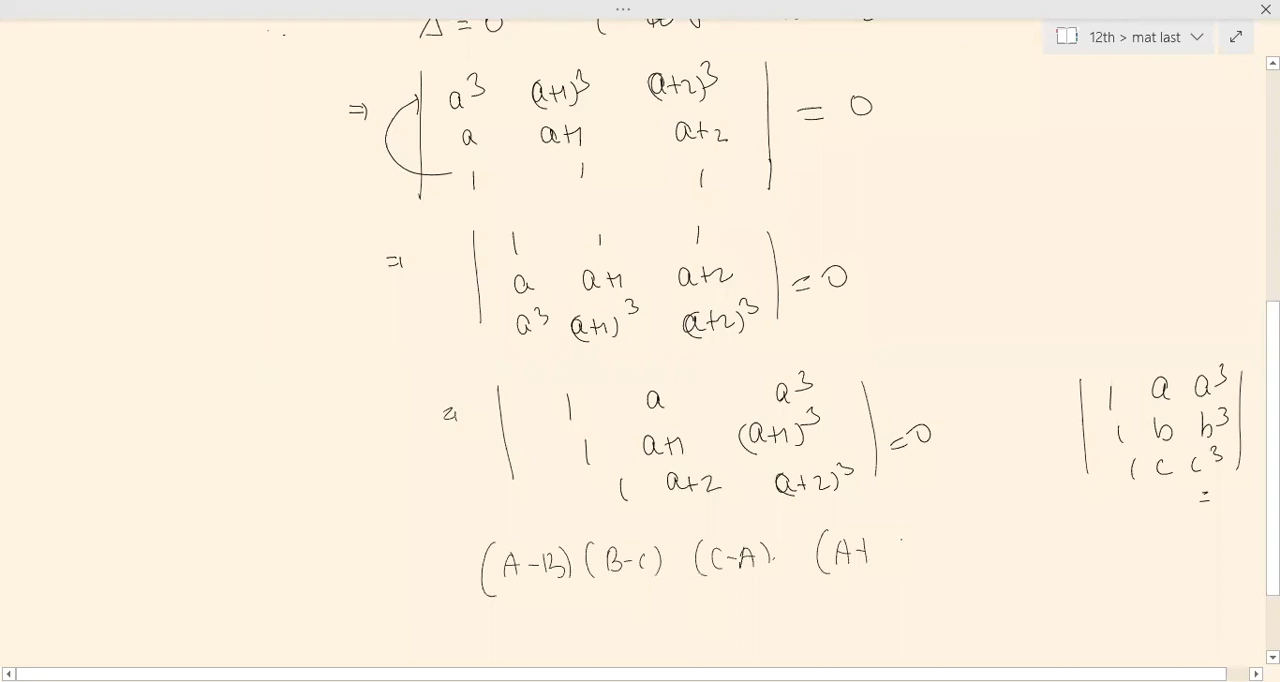 12th > mat last
Δ = 0
⇒ | a³ (a+1)³ (a+2)³ |
| a a+1 a+2 | = 0
| 1 1 1 |
⇒ | 1 1 1 |
| a a+1 a+2 | = 0
| a³ (a+1)³ (a+2)³ |
| 1 a a³ |
| 1 a+1 (a+1)³ | = 0
| 1 a+2 (a+2)³ |
| 1 a a³ |
| 1 b b³ |
| 1 c c³ |
=
(A-B) (B-C) (C-A). (A+